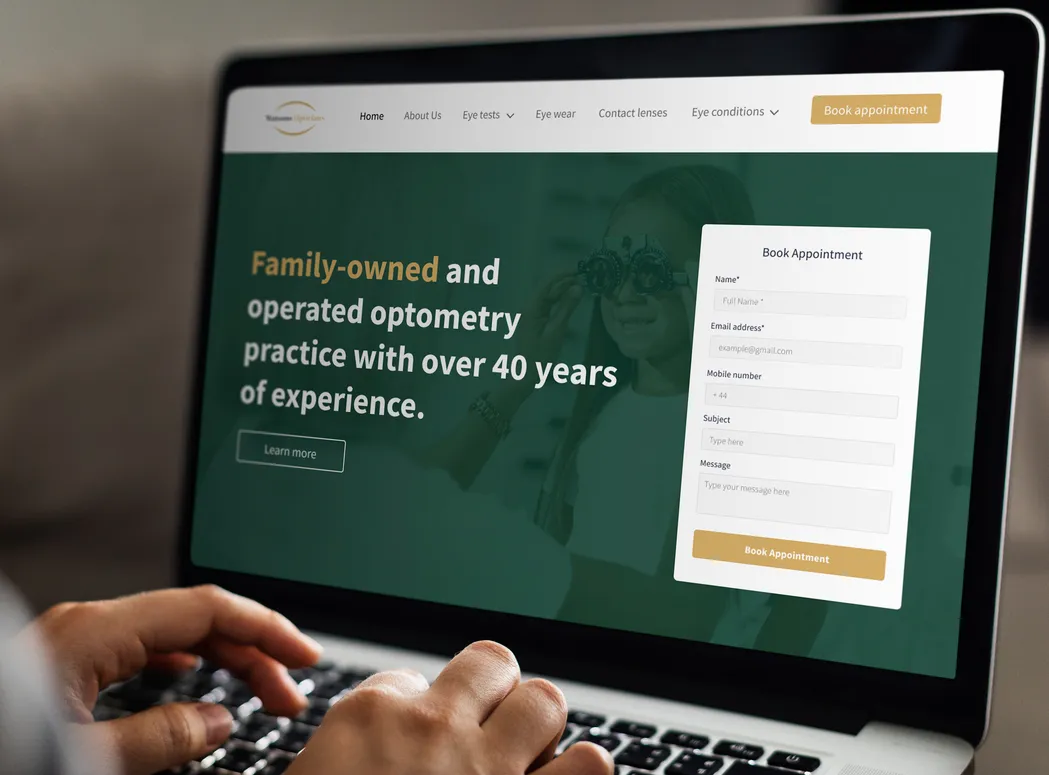 Home
About Us
Eye tests
Eye wear
Contact lenses
Eye conditions
Book appointment
Family-owned and
operated optometry
practice with over 40 years
of experience.
Learn more
Book Appointment
Name*
Full Name *
Email address*
example@gmail.com
Mobile number
+ 44
Subject
Type here
Message
Type your message here
Book Appointment